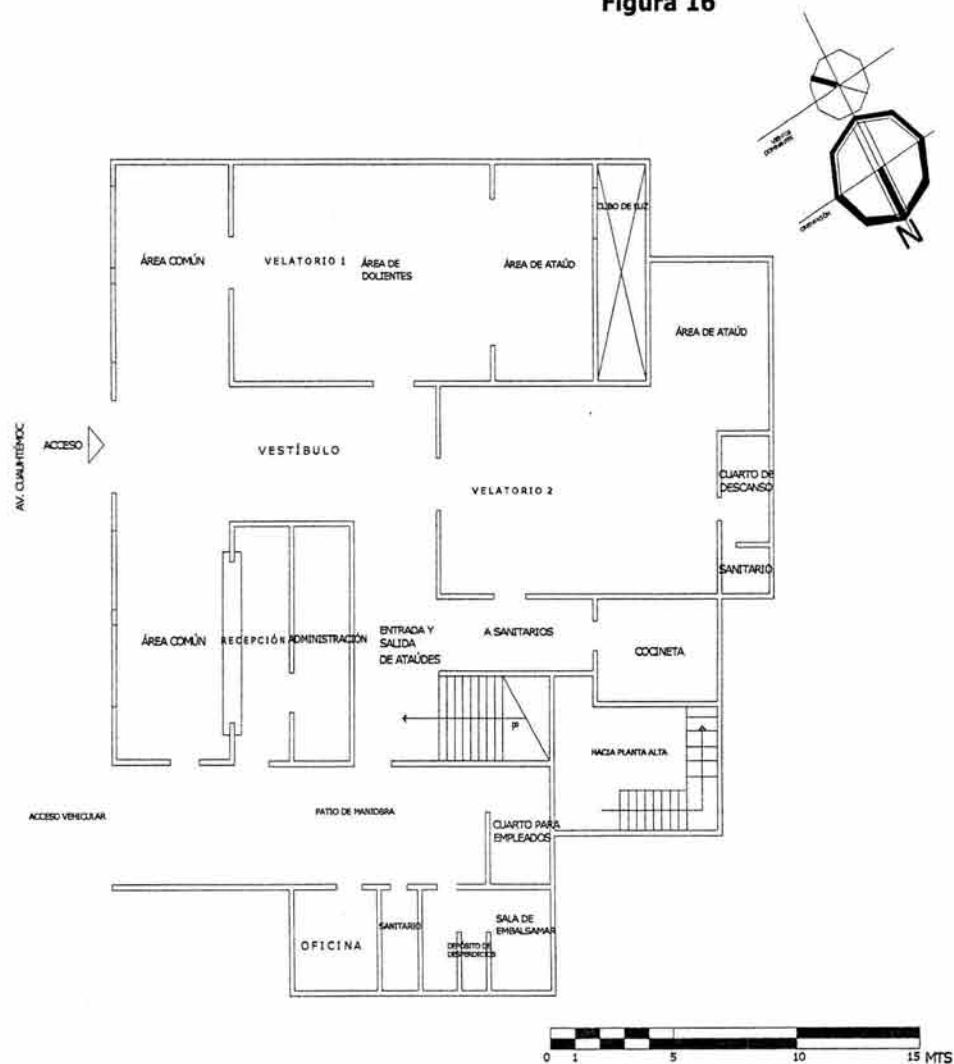 Figura 16
VIENTO
DOMINANTE
ORIENTACIÓN
N
CUBO DE LUZ
ÁREA COMÚN
VELATORIO 1
ÁREA DE
DOLIENTES
ÁREA DE ATAÚD
ÁREA DE ATAÚD
AV. CUAUHTÉMOC
ACCESO
VESTÍBULO
VELATORIO 2
CUARTO DE
DESCANSO
SANITARIO
ÁREA COMÚN
RECEPCIÓN
ADMINISTRACIÓN
ENTRADA Y
SALIDA
DE ATAÚDES
A SANITARIOS
COCINETA
HACIA PLANTA ALTA
ACCESO VEHICULAR
PATIO DE MANIOBRA
CUARTO PARA
EMPLEADOS
OFICINA
SANITARIO
DEPÓSITO DE
DESPERDICIOS
SALA DE
EMBALSAMAR
0 1 5 10 15 MTS